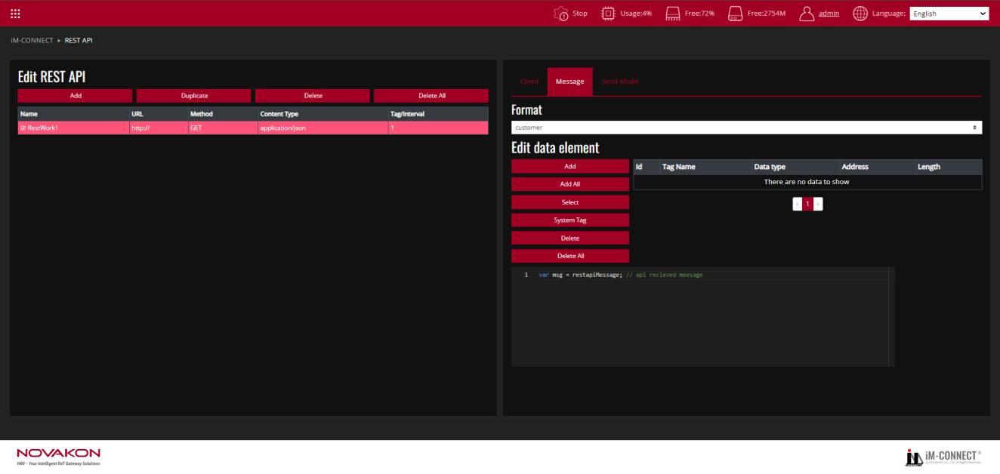 Stop Usage:4% Free:72% Free:2754M admin Language: English
iM-CONNECT ▸ REST API
Edit REST API
Add Duplicate Delete Delete All
Name URL Method Content Type Tag/Interval
RestWork1 http:// GET application/json 1
Client Message Send Mode
Format
customer
Edit data element
Add
Add All
Select
System Tag
Delete
Delete All
Id Tag Name Data type Address Length
There are no data to show
‹ 1 ›
1 var msg = restapiMessage; // api recieved meesage
NOVAKON
HMI – Your Intelligent IIoT Gateway Solutions
iM-CONNECT ®